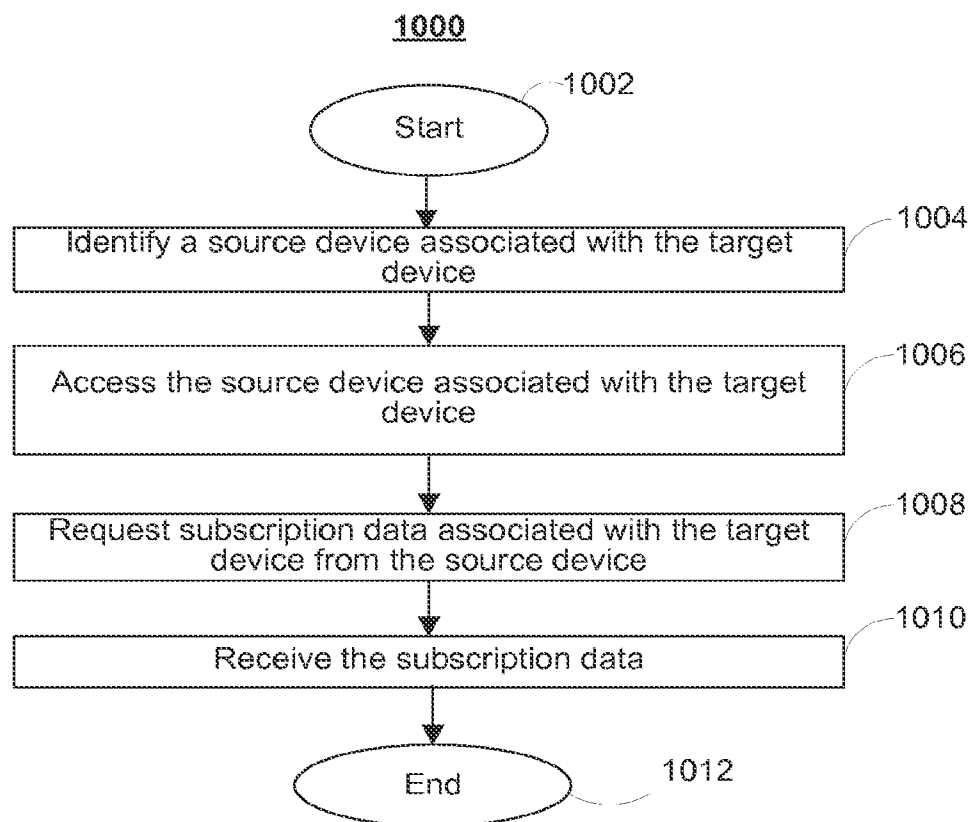 1000
1002
Start
1004
Identify a source device associated with the target
device
1006
Access the source device associated with the target
device
1008
Request subscription data associated with the target
device from the source device
1010
Receive the subscription data
End
1012